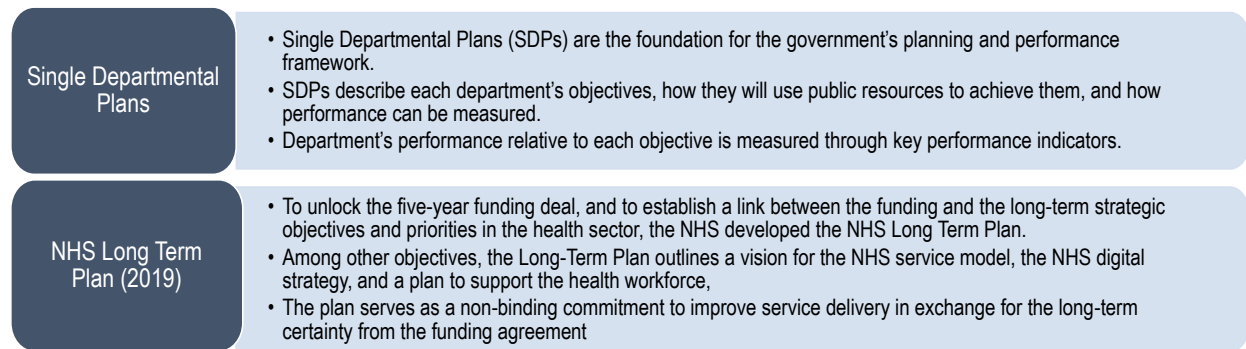 Single Departmental
Plans
• Single Departmental Plans (SDPs) are the foundation for the government’s planning and performance
framework.
• SDPs describe each department’s objectives, how they will use public resources to achieve them, and how
performance can be measured.
• Department’s performance relative to each objective is measured through key performance indicators.
NHS Long Term
Plan (2019)
• To unlock the five-year funding deal, and to establish a link between the funding and the long-term strategic
objectives and priorities in the health sector, the NHS developed the NHS Long Term Plan.
• Among other objectives, the Long-Term Plan outlines a vision for the NHS service model, the NHS digital
strategy, and a plan to support the health workforce,
• The plan serves as a non-binding commitment to improve service delivery in exchange for the long-term
certainty from the funding agreement